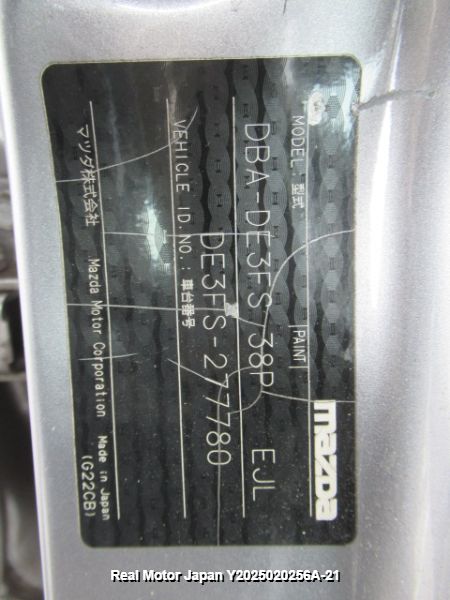 mazda
MODEL 型式 PAINT
DBA-DE3FS-38P EJL
VEHICLE ID.NO.:車台番号
DE3FS-277780
マツダ株式会社 Mazda Motor Corporation Made in Japan
(G22CB)
Real Motor Japan Y2025020256A-21